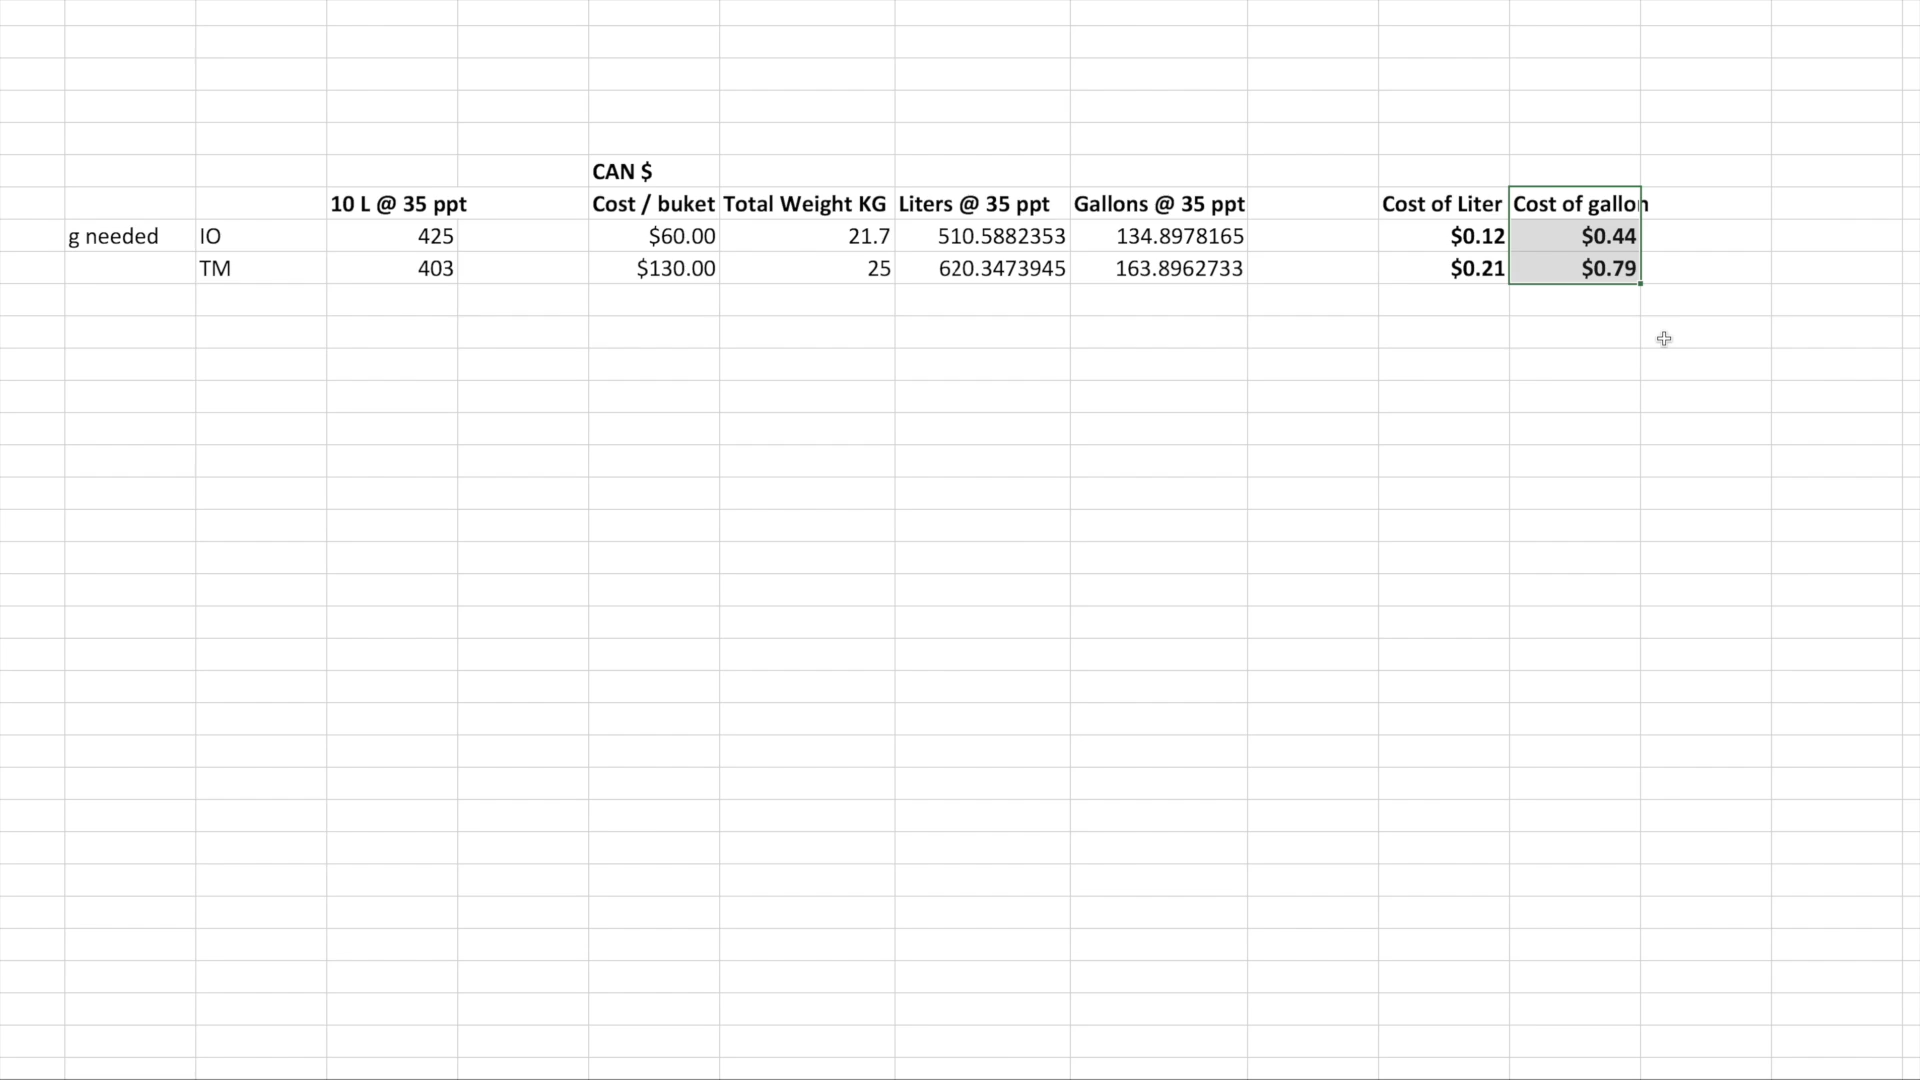 CAN $
10 L @ 35 ppt Cost / buket Total Weight KG Liters @ 35 ppt Gallons @ 35 ppt Cost of Liter Cost of gallon
g needed IO 425 $60.00 21.7 510.5882353 134.8978165 $0.12 $0.44
TM 403 $130.00 25 620.3473945 163.8962733 $0.21 $0.79